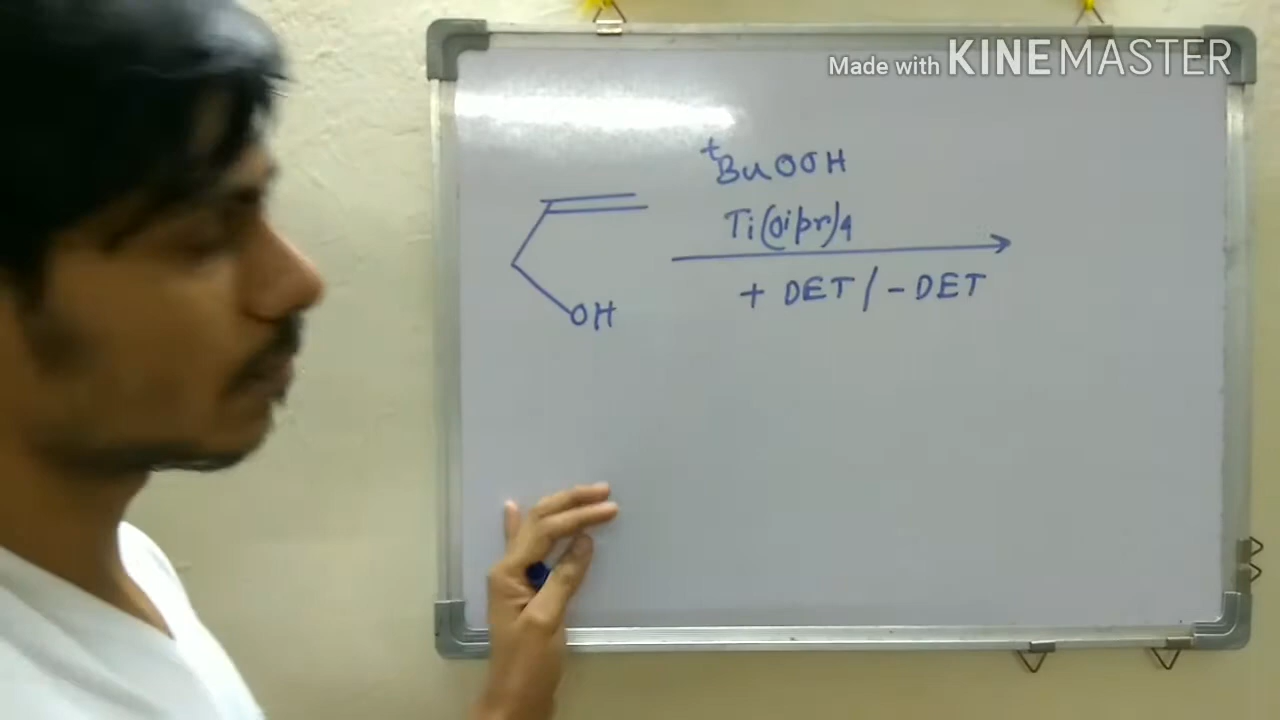 Made with KINEMASTER
tBuOOH
Ti(oipr)4
+ DET / - DET
OH